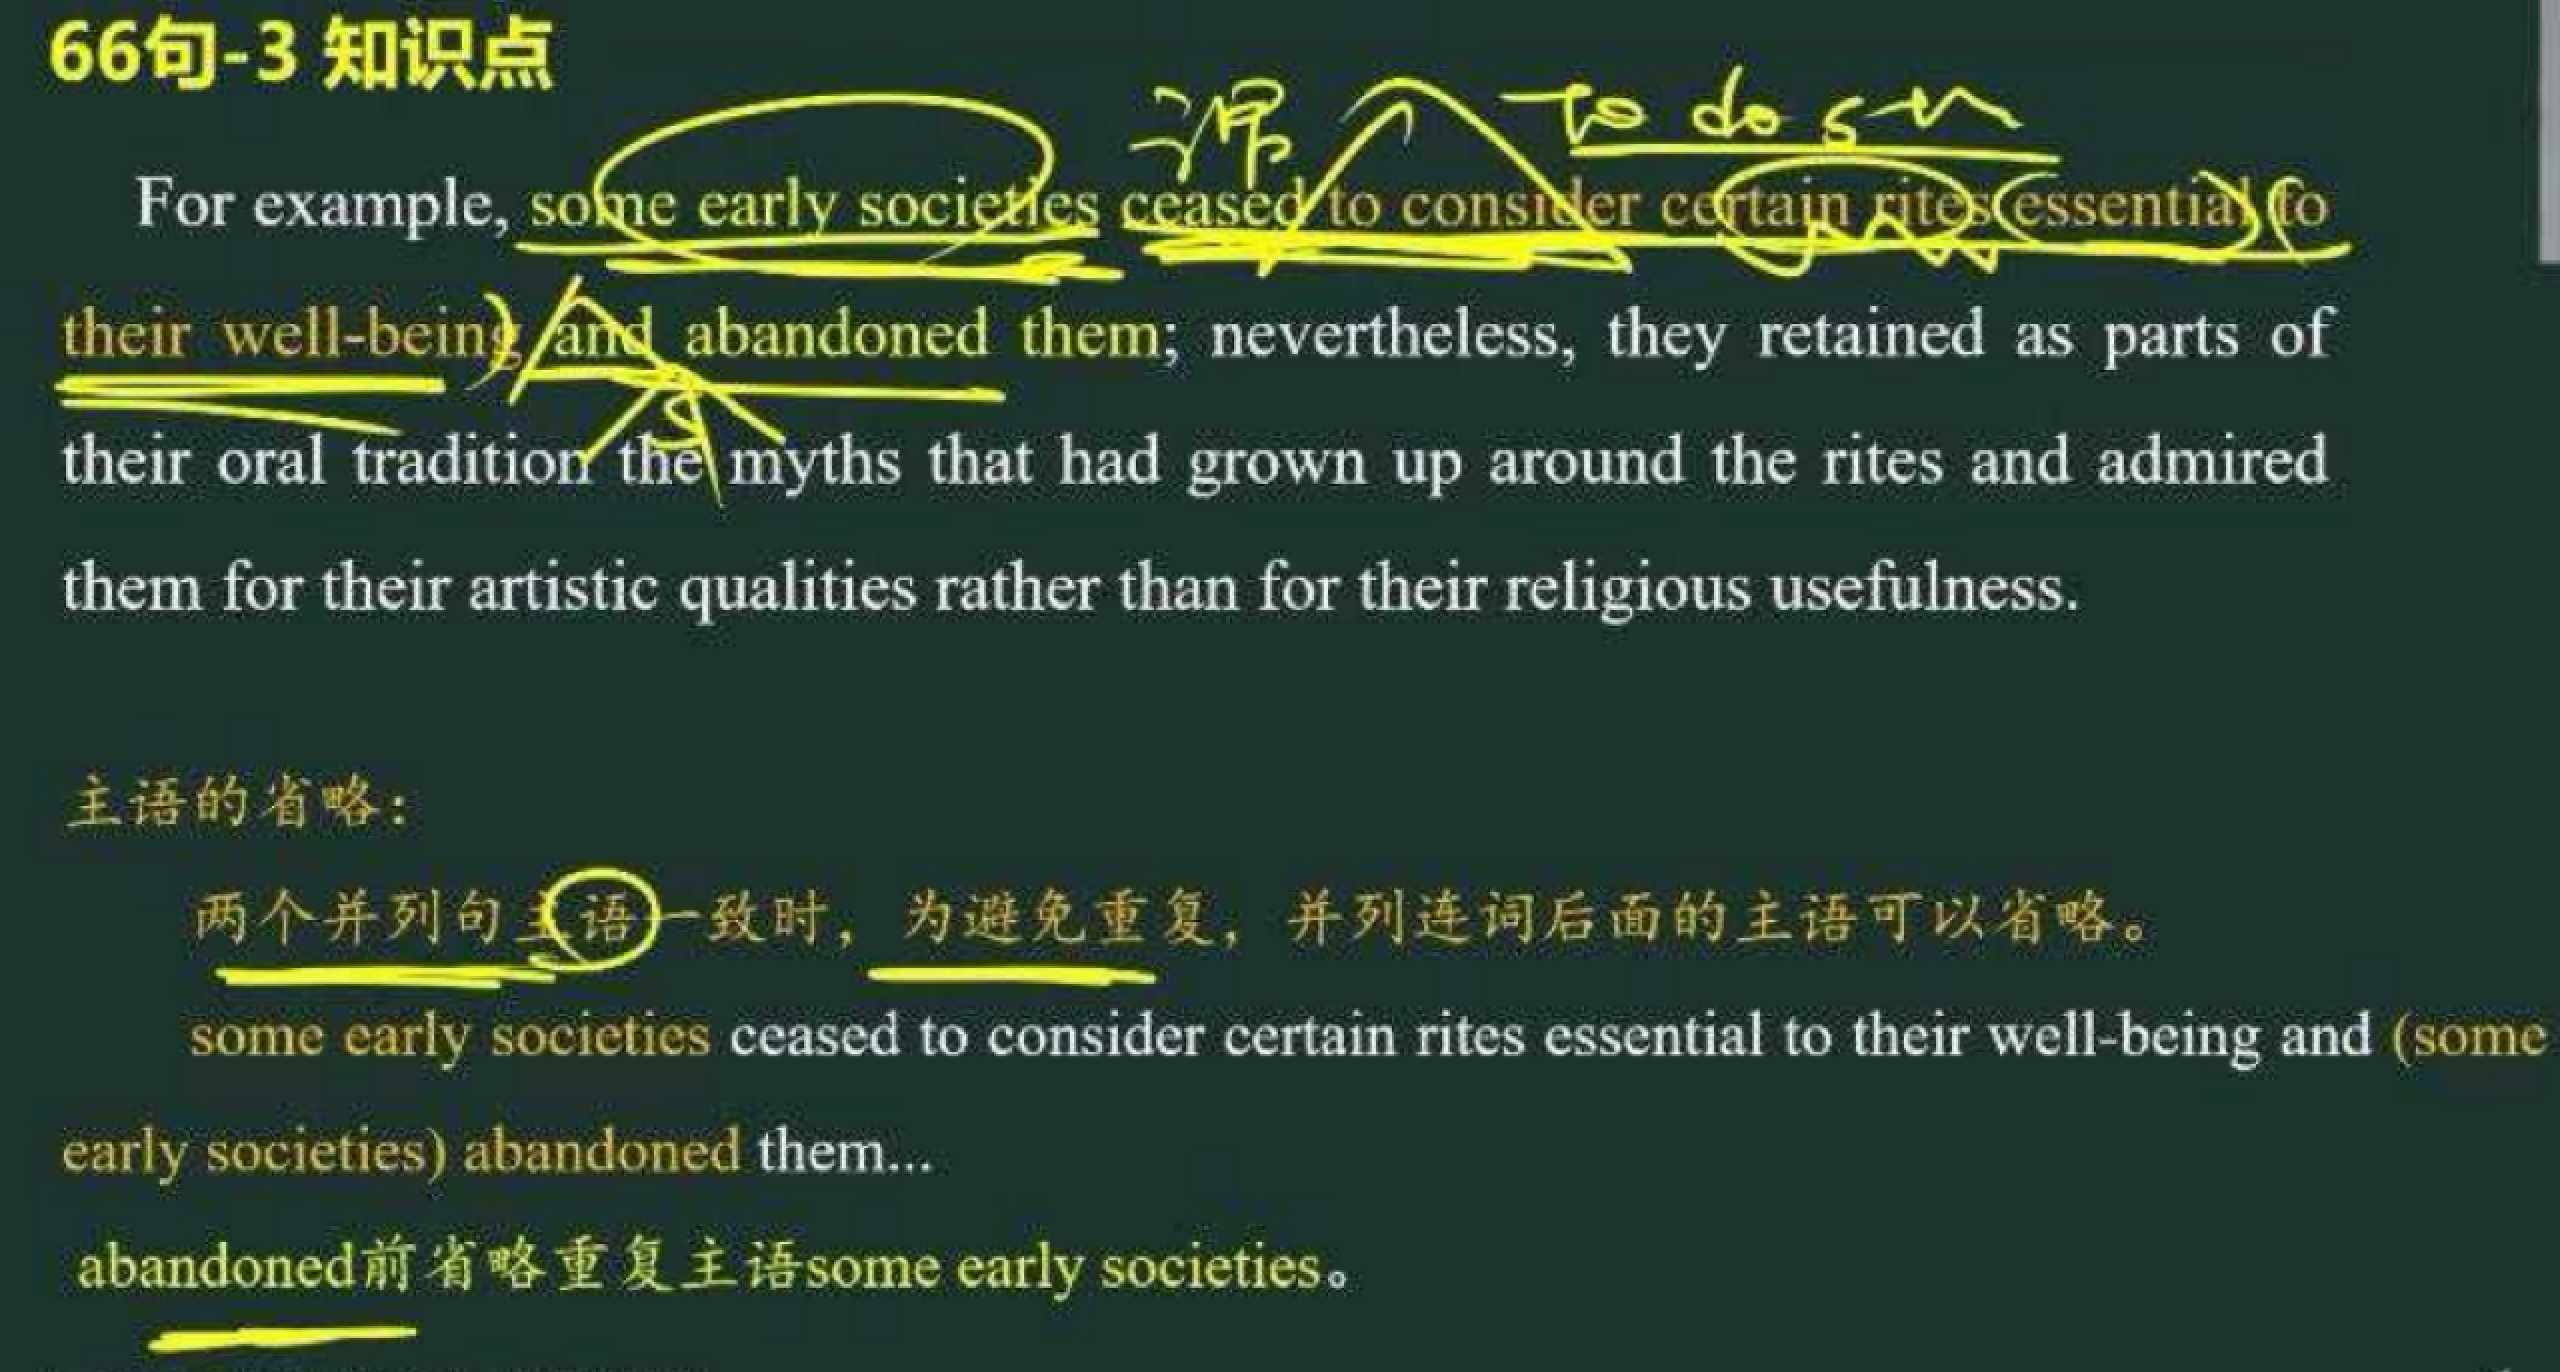 66句-3 知识点
谓 to do sth
For example, some early societies ceased to consider certain rites essential to
their well-being) and abandoned them; nevertheless, they retained as parts of
S
their oral tradition the myths that had grown up around the rites and admired
them for their artistic qualities rather than for their religious usefulness.
主语的省略:
两个并列句主语一致时，为避免重复，并列连词后面的主语可以省略。
some early societies ceased to consider certain rites essential to their well-being and (some
early societies) abandoned them...
abandoned前省略重复主语some early societies。